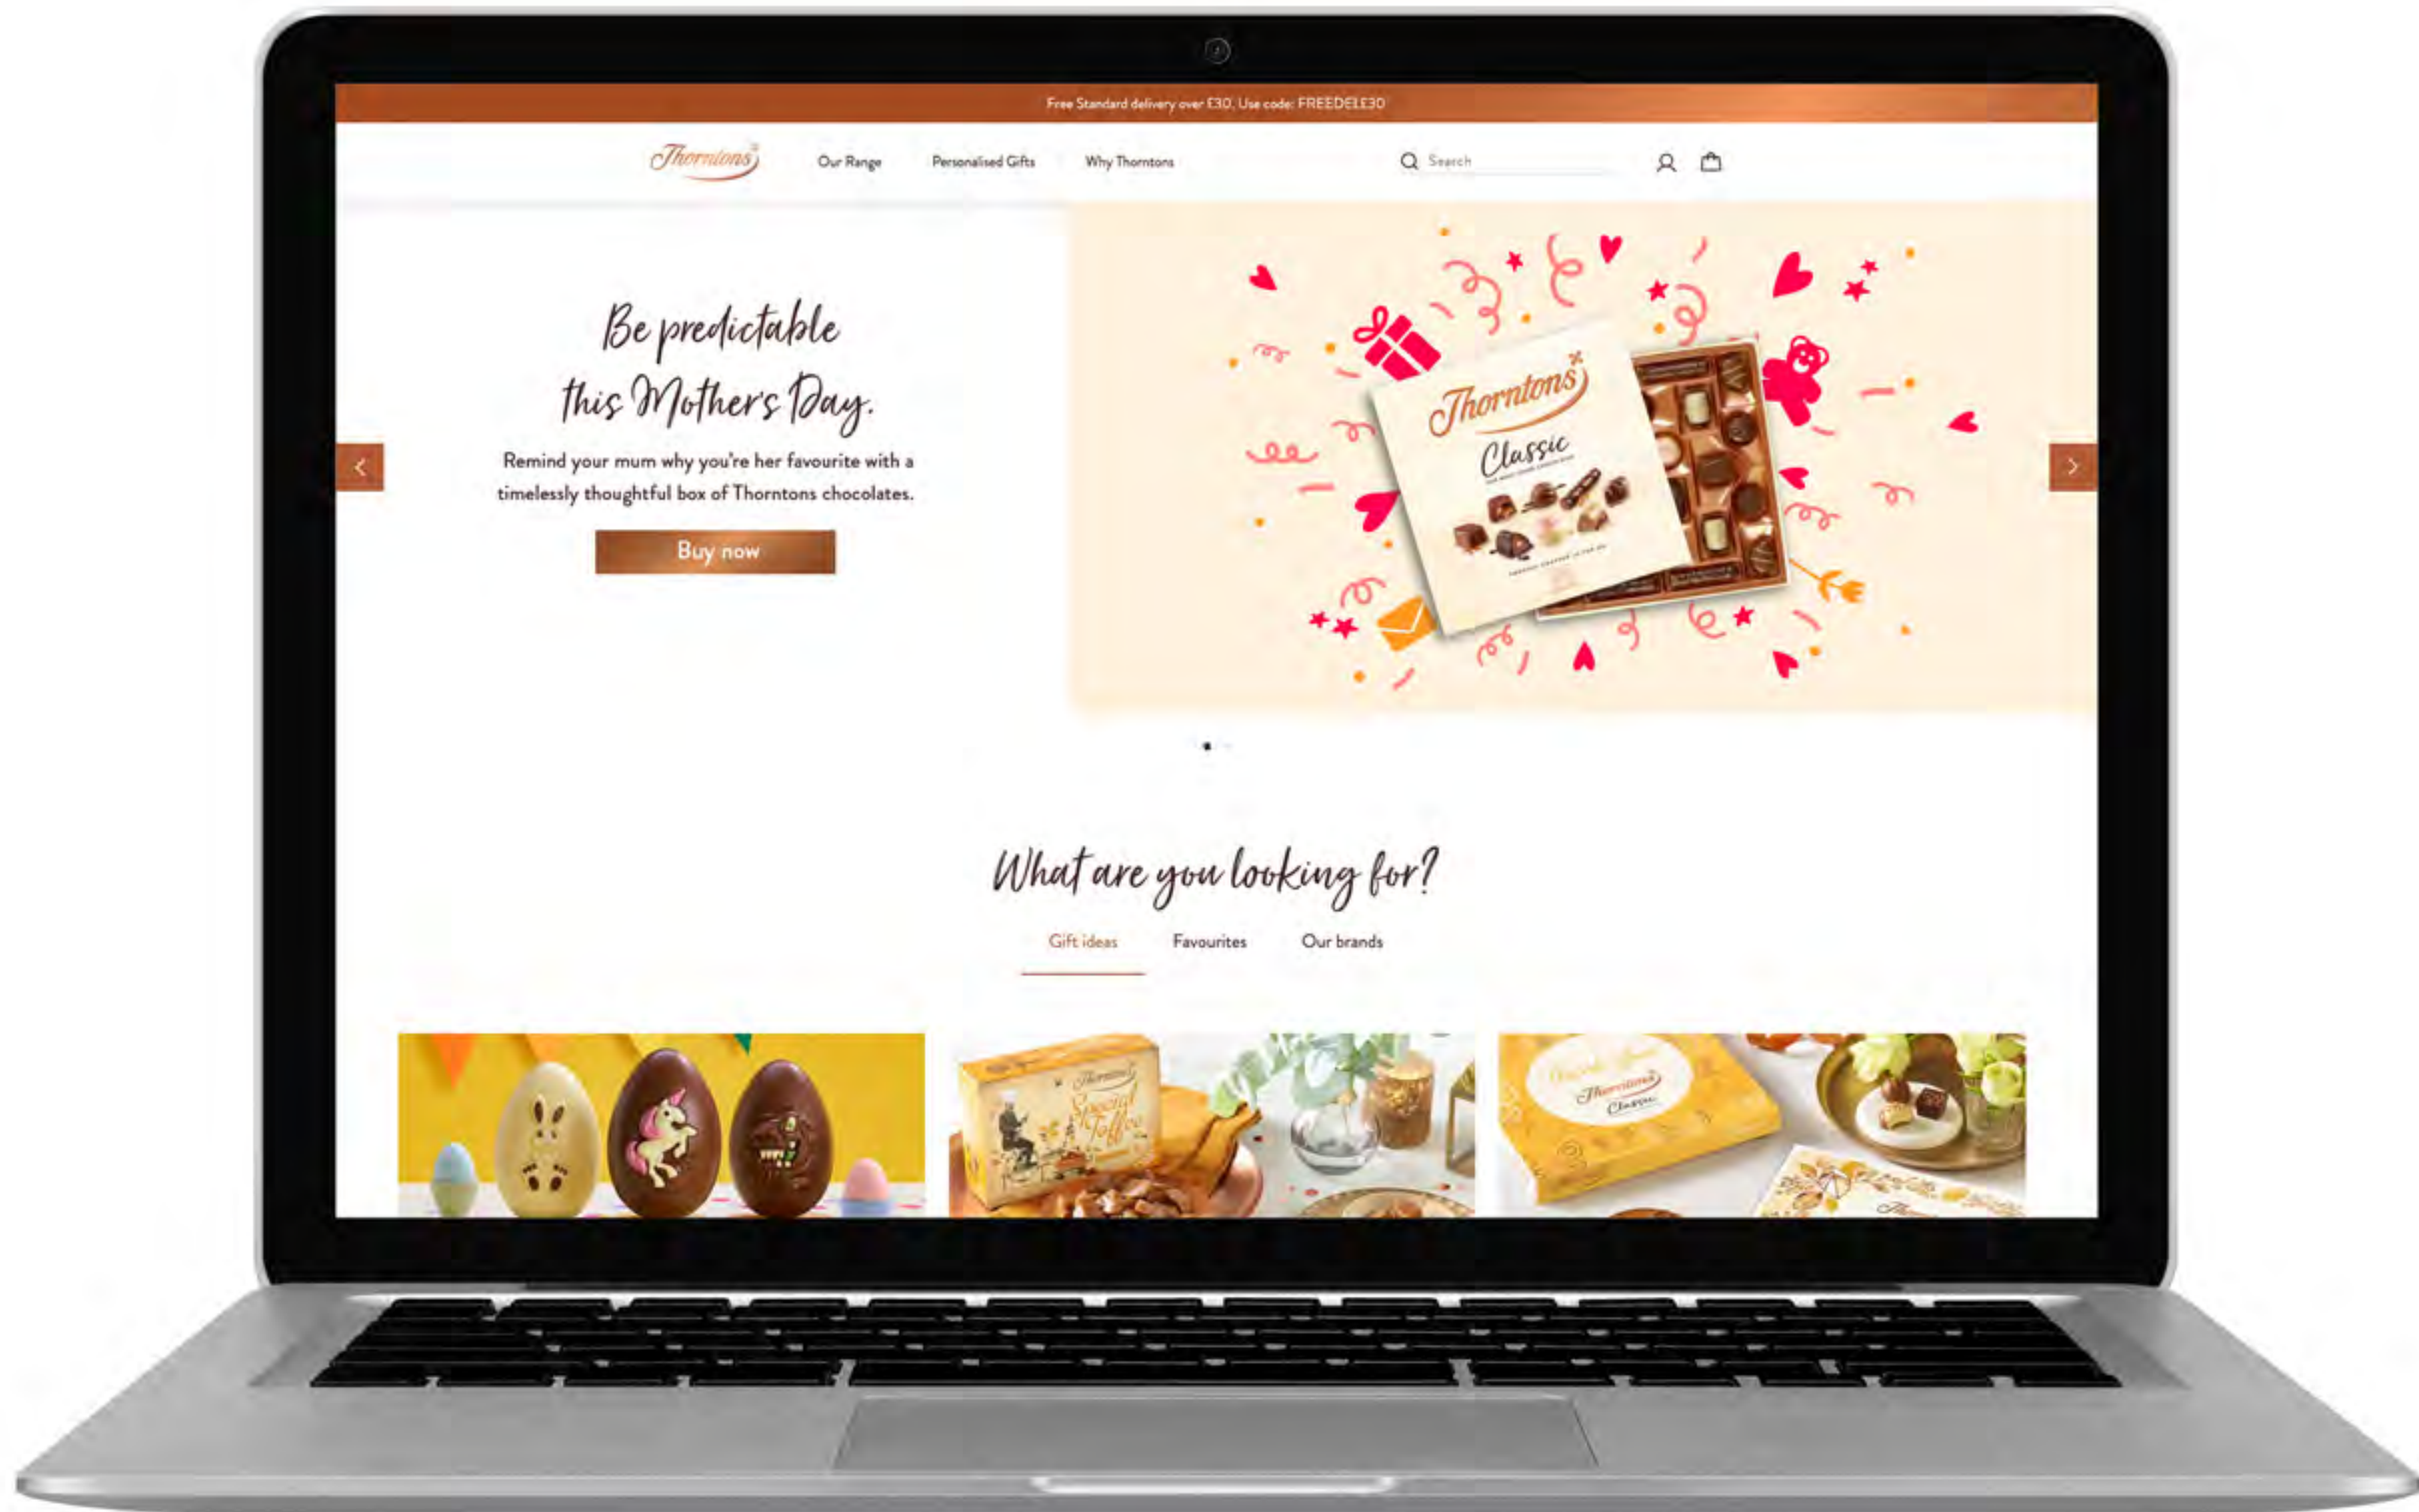 Free Standard delivery over £30. Use code: FREEDEL£30
Thorntons
Our Range
Personalised Gifts
Why Thorntons
Search
Be predictable
this Mother's Day.
Remind your mum why you're her favourite with a
timelessly thoughtful box of Thorntons chocolates.
Buy now
Thorntons
Classic
What are you looking for?
Gift ideas
Favourites
Our brands
Thorntons
Special
Toffee
Thorntons
Classic